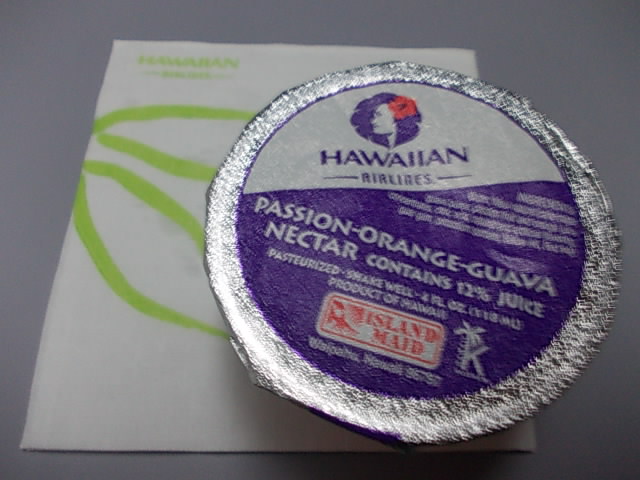 HAWAIIAN
AIRLINES
HAWAIIAN
AIRLINES
PASSION-ORANGE-GUAVA
NECTAR CONTAINS 12% JUICE
PASTEURIZED · SHAKE WELL · 4 FL. OZ. (118 mL)
PRODUCT OF HAWAII
ISLAND
MAID
Waipahu, Hawaii
K